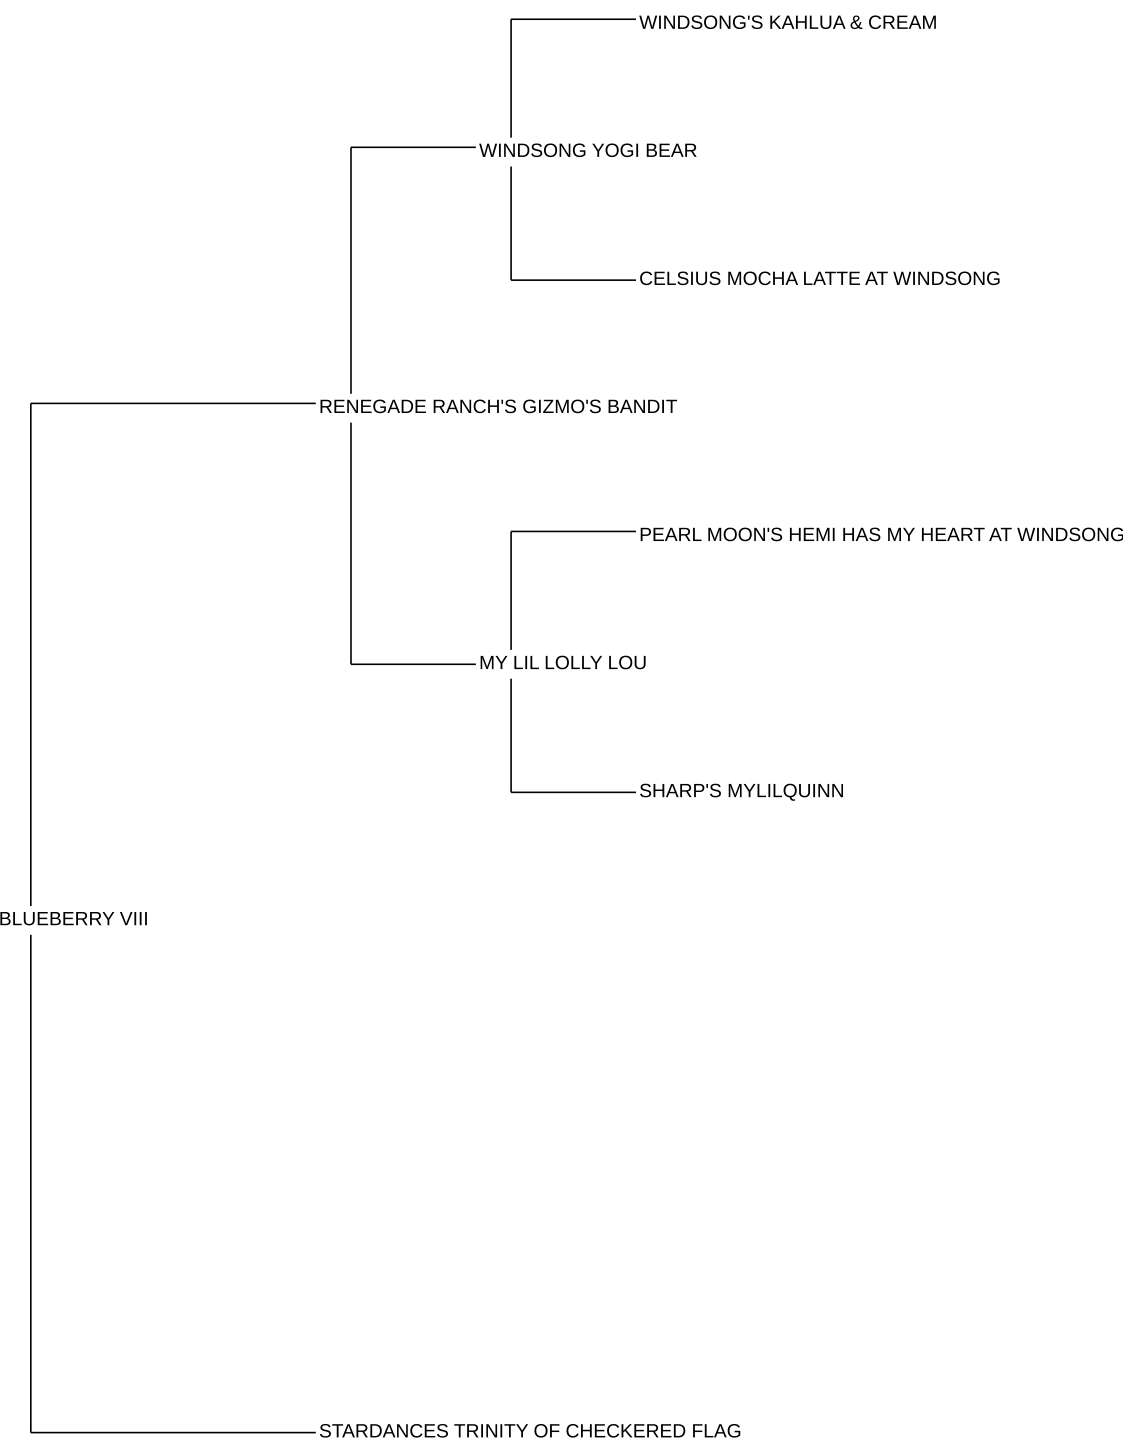 WINDSONG'S KAHLUA & CREAM
WINDSONG YOGI BEAR
CELSIUS MOCHA LATTE AT WINDSONG
RENEGADE RANCH'S GIZMO'S BANDIT
PEARL MOON'S HEMI HAS MY HEART AT WINDSONG
MY LIL LOLLY LOU
SHARP'S MYLILQUINN
BLUEBERRY VIII
STARDANCES TRINITY OF CHECKERED FLAG